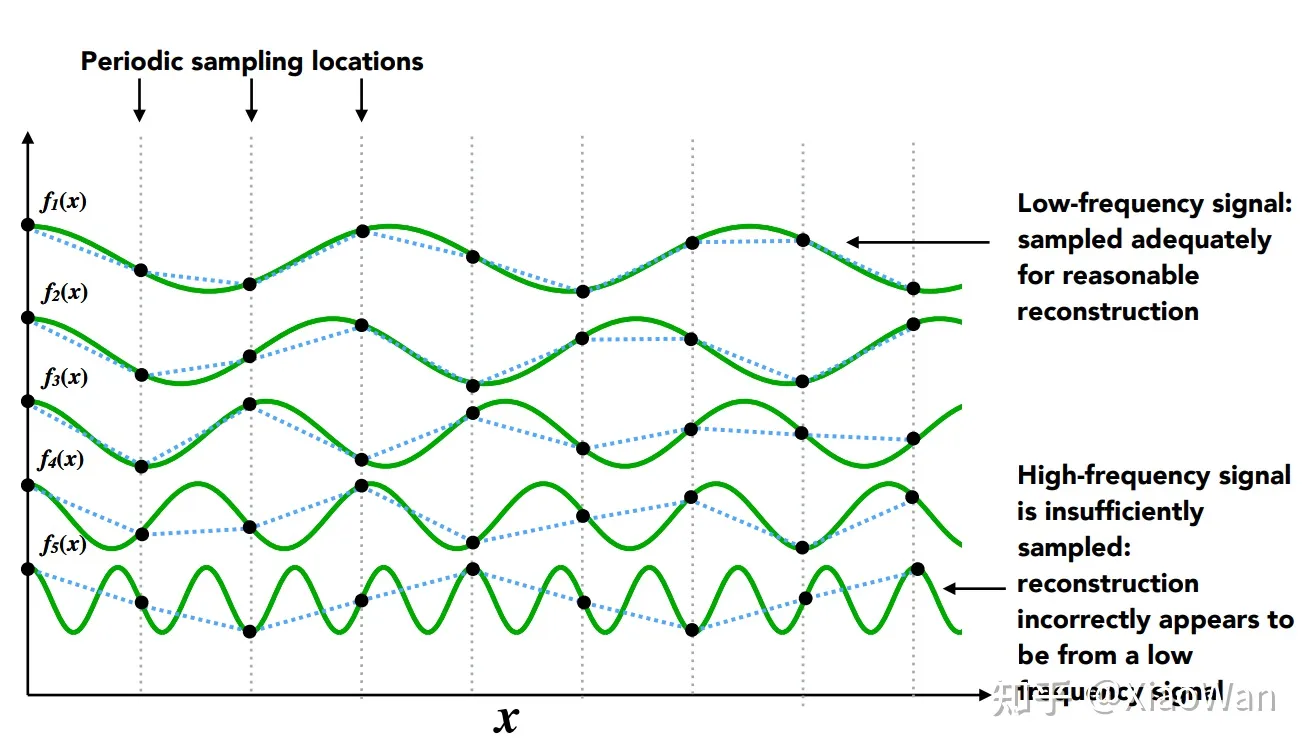 Periodic sampling locations
f1(x)
f2(x)
f3(x)
f4(x)
f5(x)
Low-frequency signal:
sampled adequately
for reasonable
reconstruction
High-frequency signal
is insufficiently
sampled:
reconstruction
incorrectly appears to
be from a low
frequency signal
x
知乎 @XiaoWan